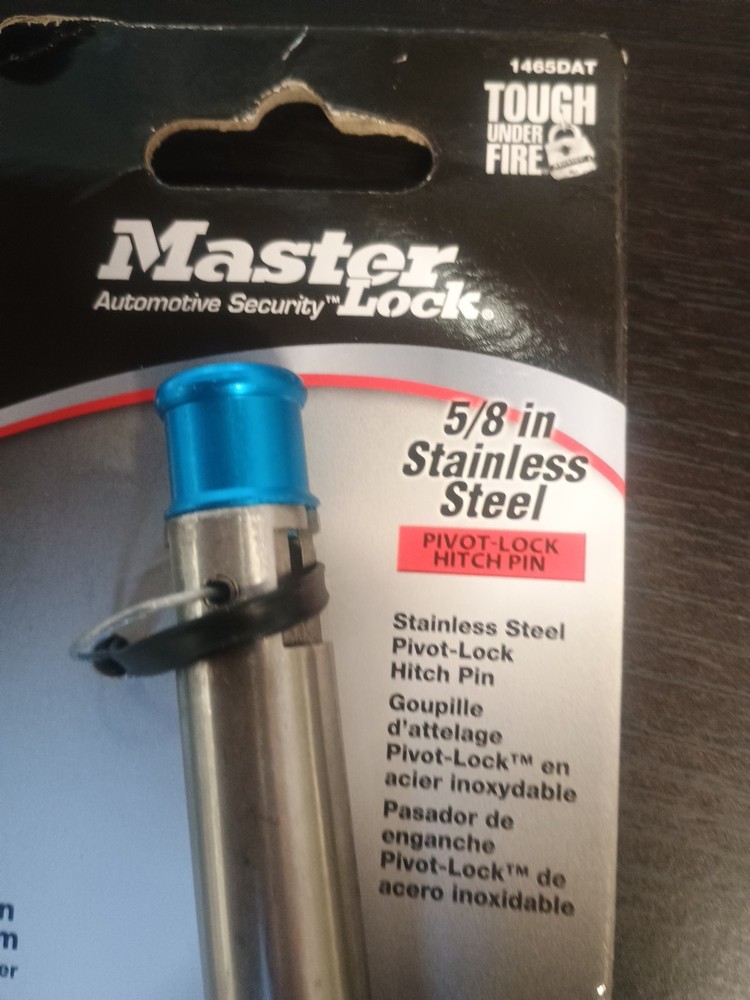 1465DAT
TOUGH
UNDER
FIRE
Master
Lock.
Automotive Security™
5/8 in
Stainless
Steel
PIVOT-LOCK
HITCH PIN
Stainless Steel
Pivot-Lock
Hitch Pin
Goupille
d'attelage
Pivot-Lock™ en
acier inoxydable
Pasador de
enganche
Pivot-Lock™ de
acero inoxidable